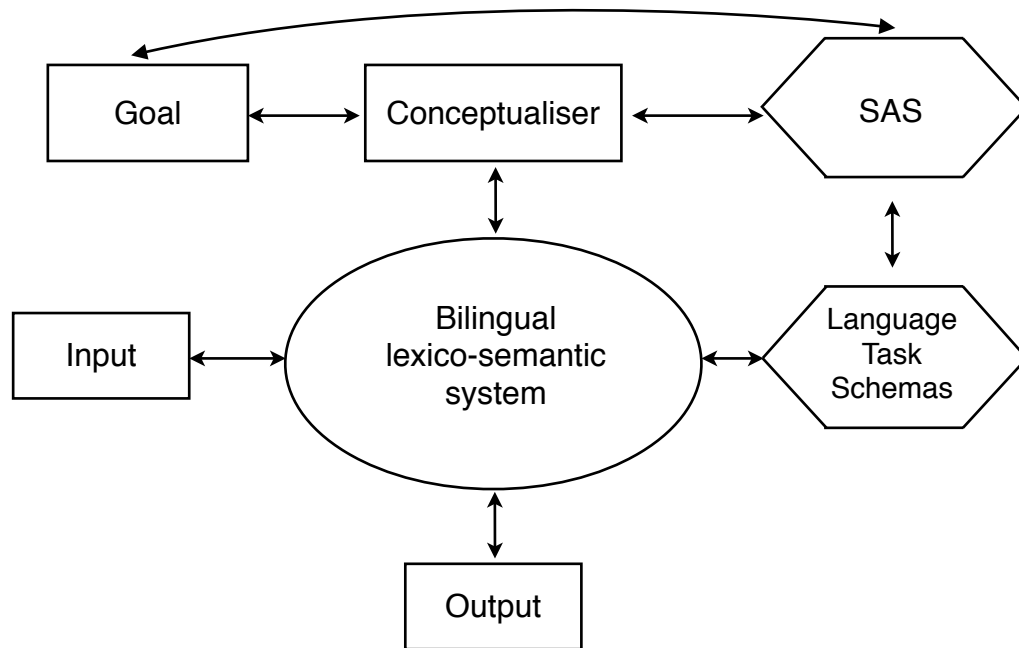 Goal
Conceptualiser
SAS
Input
Bilingual
lexico-semantic
system
Language
Task
Schemas
Output